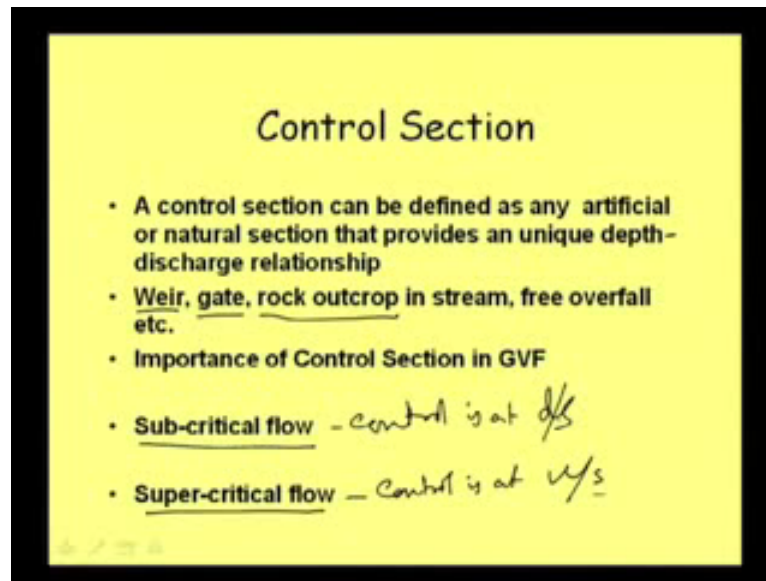 Control Section
• A control section can be defined as any artificial
or natural section that provides an unique depth-
discharge relationship
• Weir, gate, rock outcrop in stream, free overfall
etc.
• Importance of Control Section in GVF
• Sub-critical flow - control is at d/s
• Super-critical flow - control is at u/s